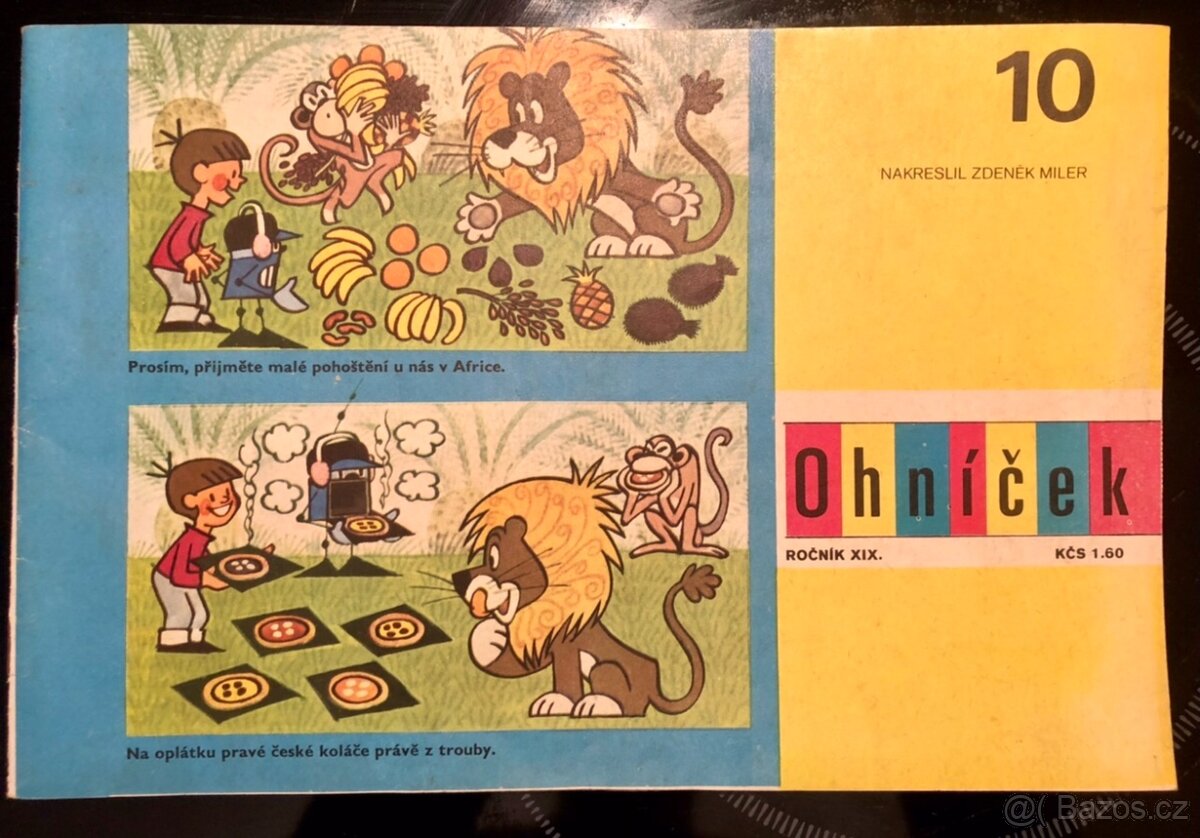 10
NAKRESLIL ZDENĚK MILER
Prosím, přijměte malé pohoštění u nás v Africe.
Ohníček
ROČNÍK XIX. KČS 1.60
Na oplátku pravé české koláče právě z trouby.
@( Bazos.cz